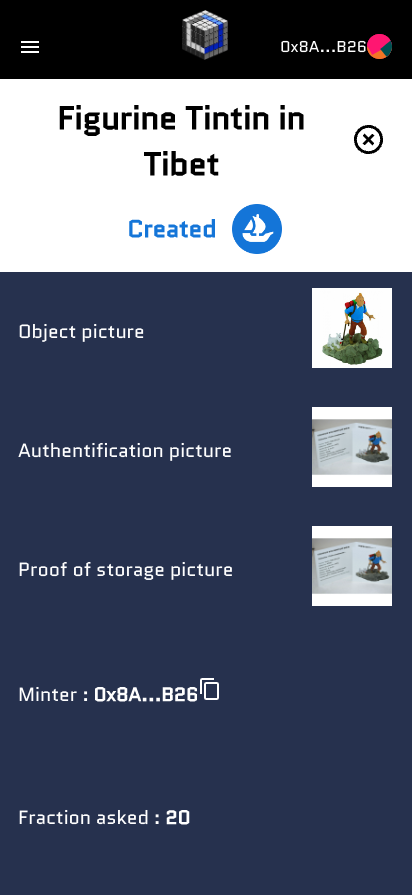 0x8A...B26
Figurine Tintin in
Tibet
Created
Object picture
Authentification picture
Proof of storage picture
Minter : 0x8A...B26
Fraction asked : 20